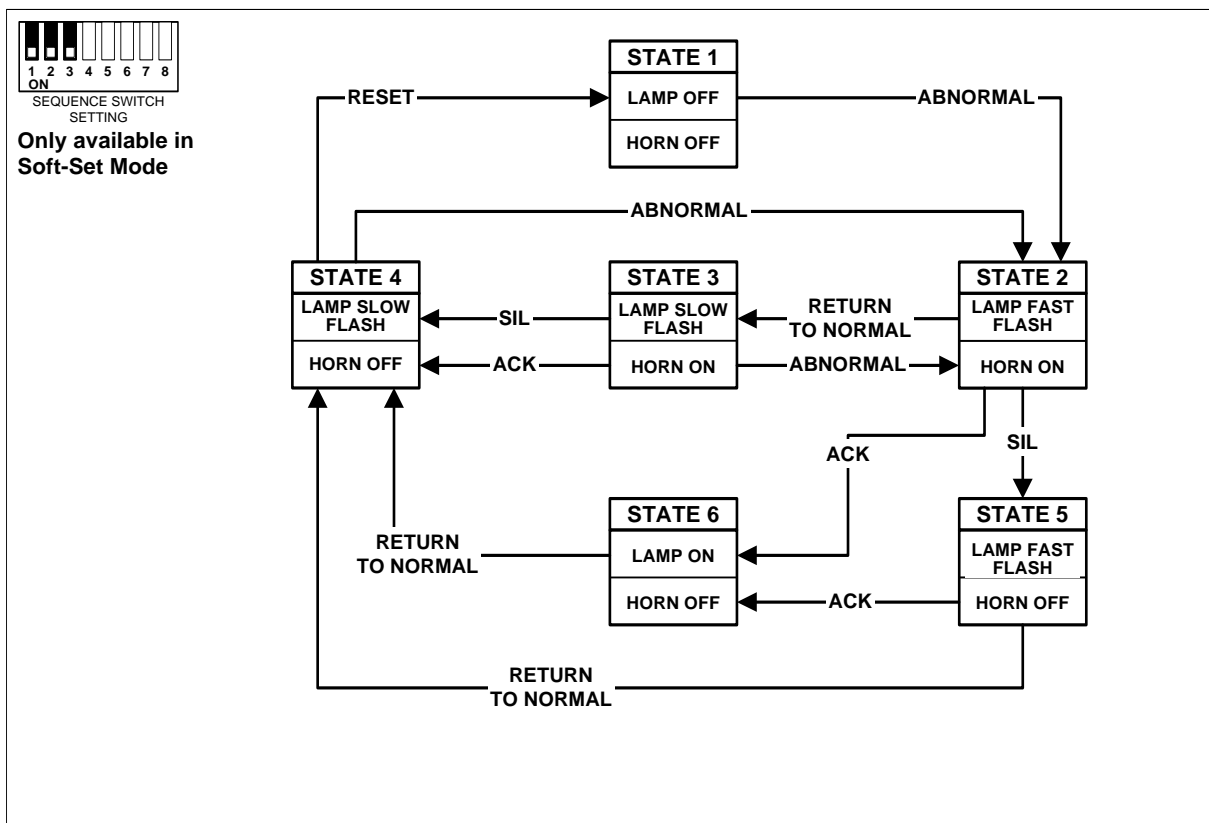 1 2 3 4 5 6 7 8
ON
SEQUENCE SWITCH
SETTING
Only available in
Soft-Set Mode
STATE 1
LAMP OFF
HORN OFF
RESET
ABNORMAL
ABNORMAL
STATE 4
LAMP SLOW
FLASH
HORN OFF
SIL
ACK
STATE 3
LAMP SLOW
FLASH
HORN ON
RETURN
TO NORMAL
ABNORMAL
STATE 2
LAMP FAST
FLASH
HORN ON
ACK
SIL
RETURN
TO NORMAL
STATE 6
LAMP ON
HORN OFF
ACK
STATE 5
LAMP FAST
FLASH
HORN OFF
RETURN
TO NORMAL